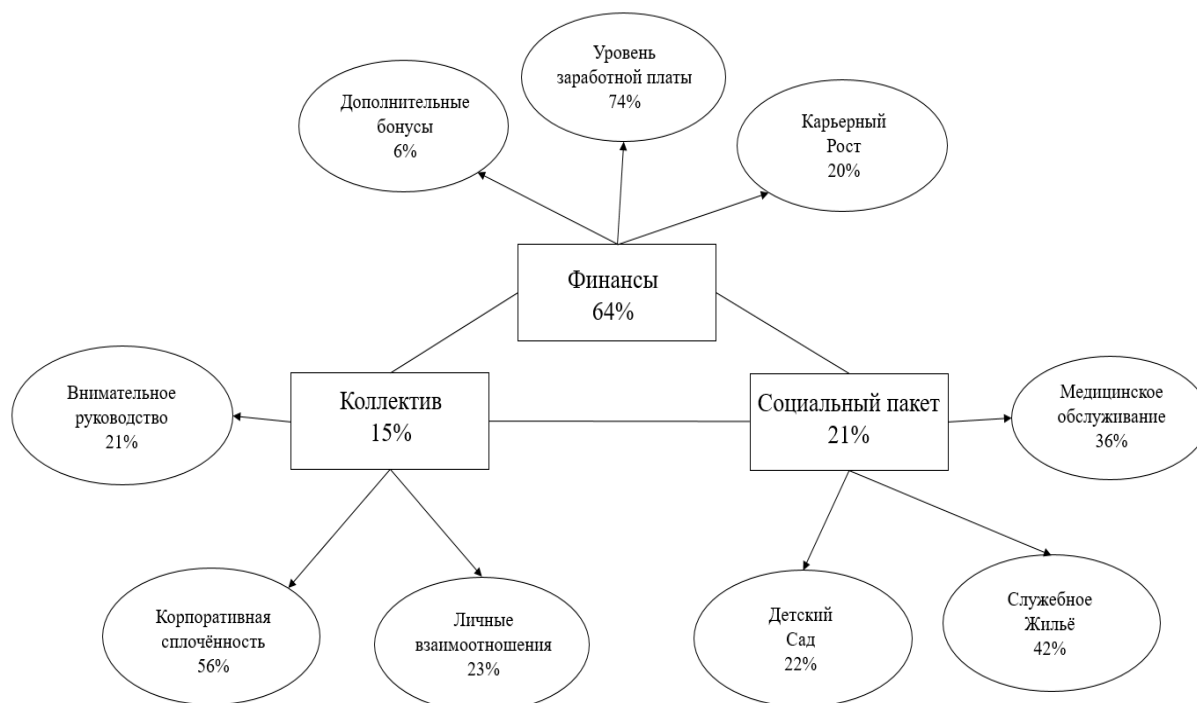 Уровень
заработной платы
74%
Дополнительные
бонусы
6%
Карьерный
Рост
20%
Финансы
64%
Внимательное
руководство
21%
Коллектив
15%
Социальный пакет
21%
Медицинское
обслуживание
36%
Корпоративная
сплочённость
56%
Личные
взаимоотношения
23%
Детский
Сад
22%
Служебное
Жильё
42%